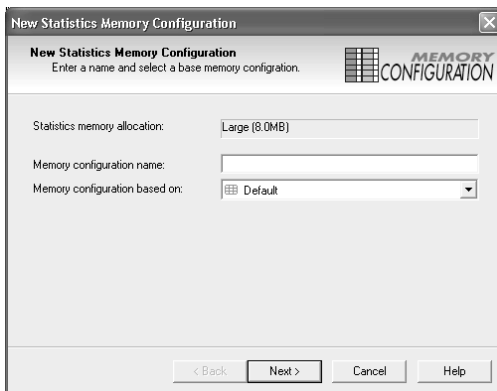 New Statistics Memory Configuration
New Statistics Memory Configuration
Enter a name and select a base memory configration.
MEMORY
CONFIGURATION
Statistics memory allocation: Large (8.0MB)
Memory configuration name:
Memory configuration based on: Default
< Back Next > Cancel Help